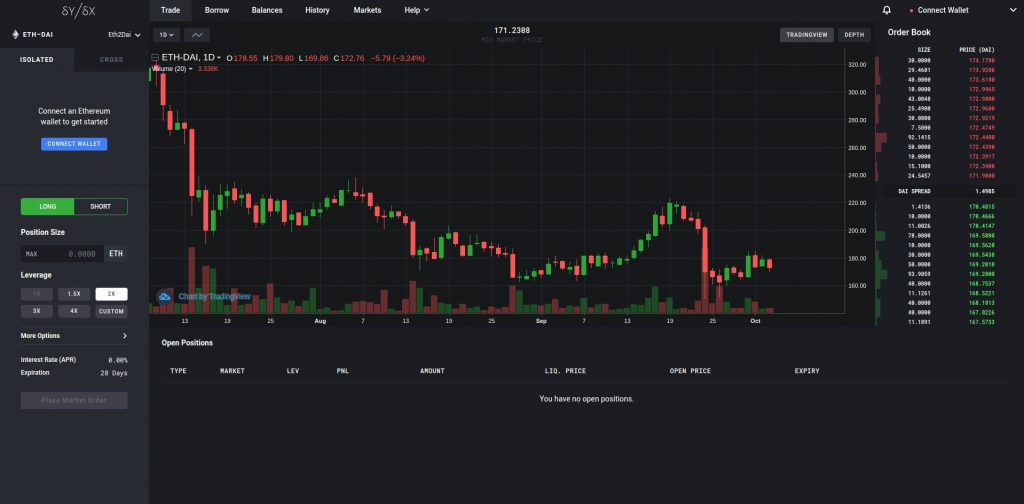 δY/δX
Trade Borrow Balances History Markets Help
Connect Wallet
ETH-DAI Eth2Dai
1D
171.2308
MID MARKET PRICE
TRADINGVIEW DEPTH
Order Book
ISOLATED CROSS
ETH-DAI, 1D O178.55 H179.80 L169.86 C172.76 −5.79 (−3.24%)
Volume (20) 3.336K
Connect an Ethereum
wallet to get started
CONNECT WALLET
LONG SHORT
Position Size
MAX 0.0000 ETH
Leverage
1X 1.5X 2X
3X 4X CUSTOM
More Options
Interest Rate (APR) 0.00%
Expiration 28 Days
Place Market Order
320.00
300.00
280.00
260.00
240.00
220.00
200.00
180.00
160.00
Chart by TradingView
13 19 25 Aug 7 13 19 25 Sep 7 13 19 25 Oct
SIZE PRICE (DAI)
30.0000 174.1780
29.4601 173.9200
40.0000 173.6180
10.0000 172.9965
43.0048 172.9800
25.4900 172.9600
30.0000 172.9219
7.5000 172.4749
92.1415 172.4400
50.0000 172.4390
10.0000 172.3917
15.1000 172.3400
24.5457 171.9800
DAI SPREAD 1.4985
1.4136 170.4815
10.0000 170.4666
11.0026 170.4147
78.0000 169.5800
10.0000 169.5620
30.0000 169.5438
50.0000 169.2010
93.9059 169.2000
40.0000 168.7537
11.1261 168.5227
40.0000 168.1813
40.0000 167.8226
11.1891 167.5733
Open Positions
TYPE MARKET LEV PNL AMOUNT LIQ. PRICE OPEN PRICE EXPIRY
You have no open positions.